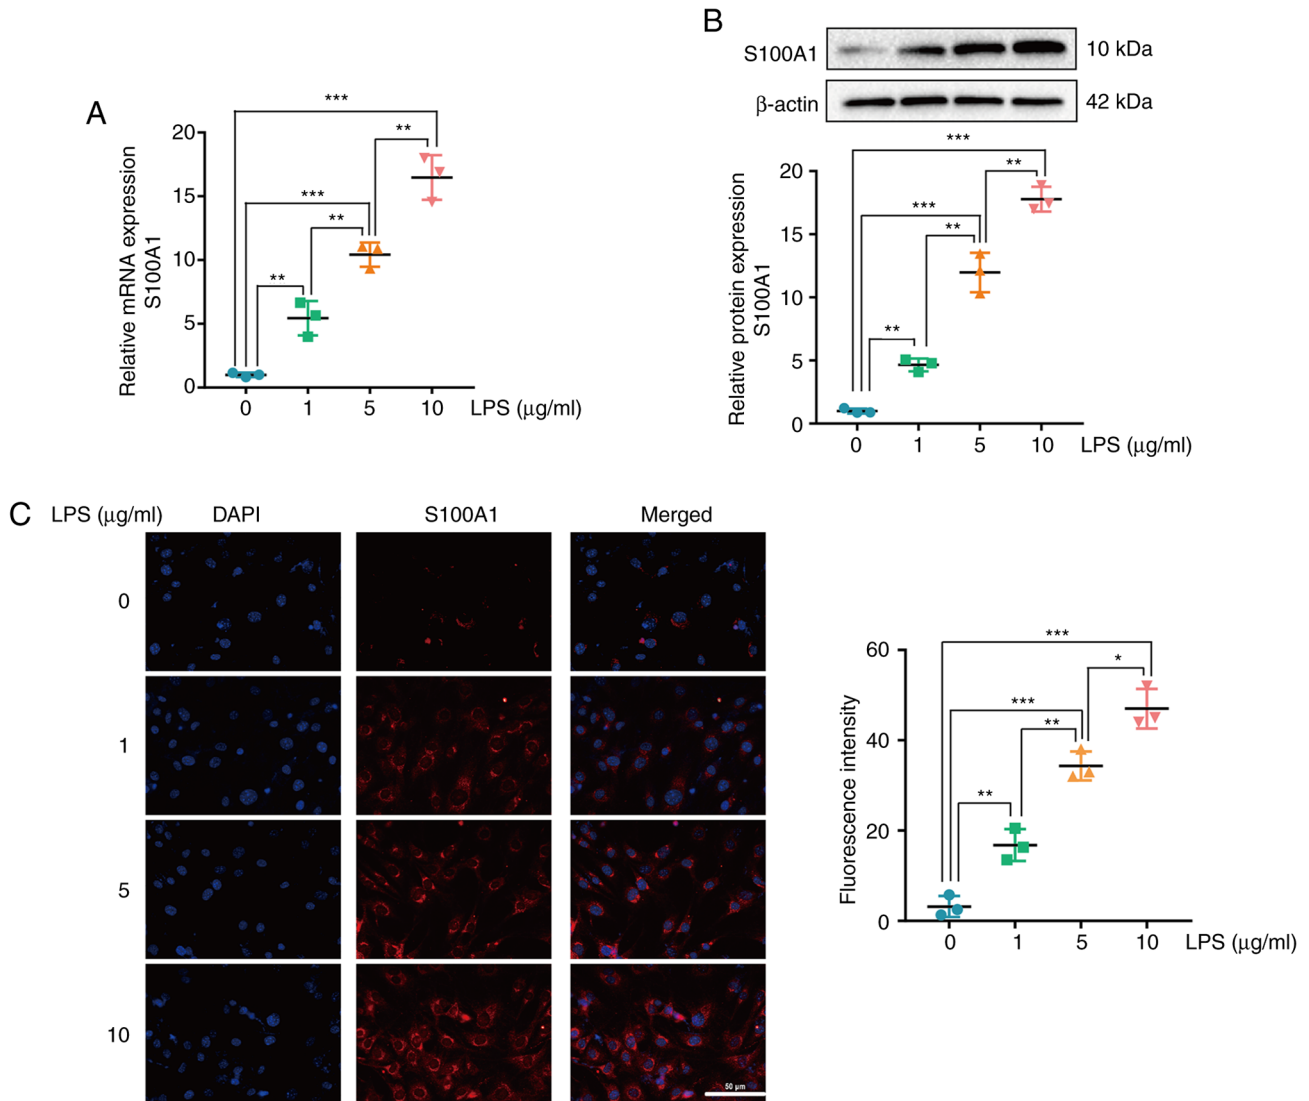 A
Relative mRNA expression
S100A1
20
15
10
5
0
***
**
***
**
**
0 1 5 10 LPS (μg/ml)
B
S100A1 10 kDa
β-actin 42 kDa
Relative protein expression
S100A1
20
15
10
5
0
***
**
***
**
**
0 1 5 10 LPS (μg/ml)
C
LPS (μg/ml) DAPI S100A1 Merged
0
1
5
10
50 μm
Fluorescence intensity
60
40
20
0
***
*
***
**
**
0 1 5 10 LPS (μg/ml)